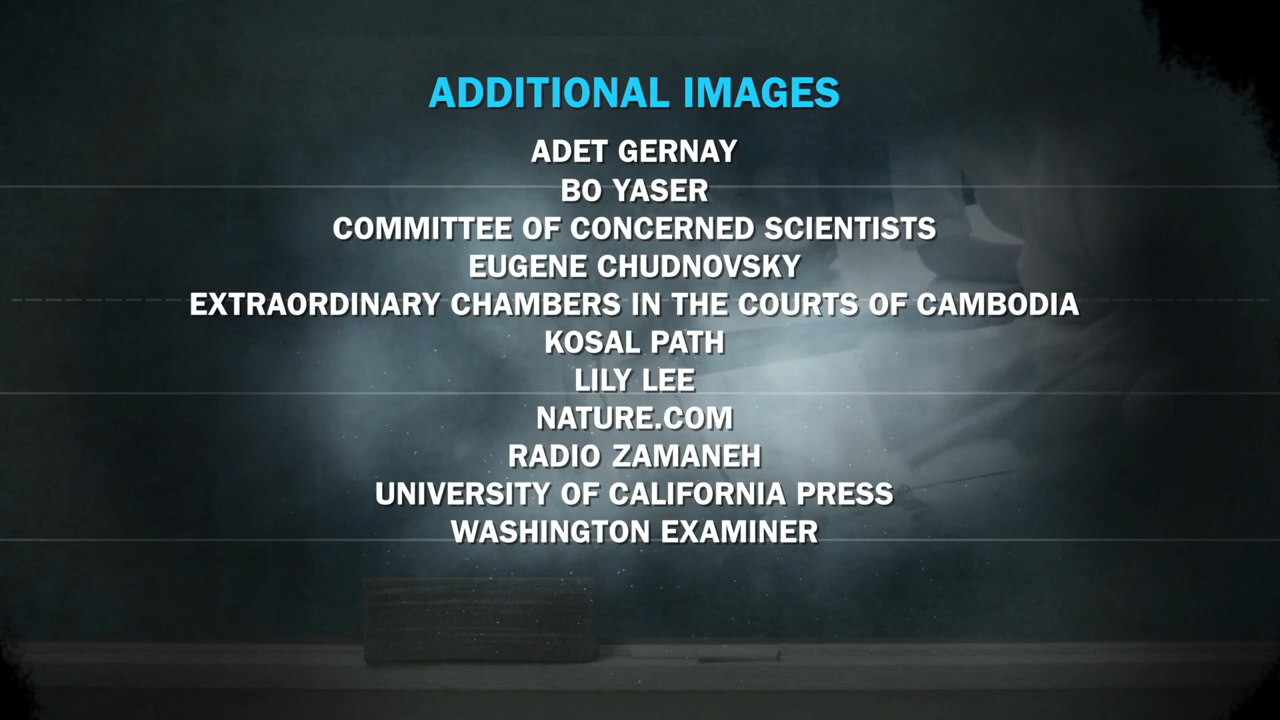 ADDITIONAL IMAGES
ADET GERNAY
BO YASER
COMMITTEE OF CONCERNED SCIENTISTS
EUGENE CHUDNOVSKY
EXTRAORDINARY CHAMBERS IN THE COURTS OF CAMBODIA
KOSAL PATH
LILY LEE
NATURE.COM
RADIO ZAMANEH
UNIVERSITY OF CALIFORNIA PRESS
WASHINGTON EXAMINER